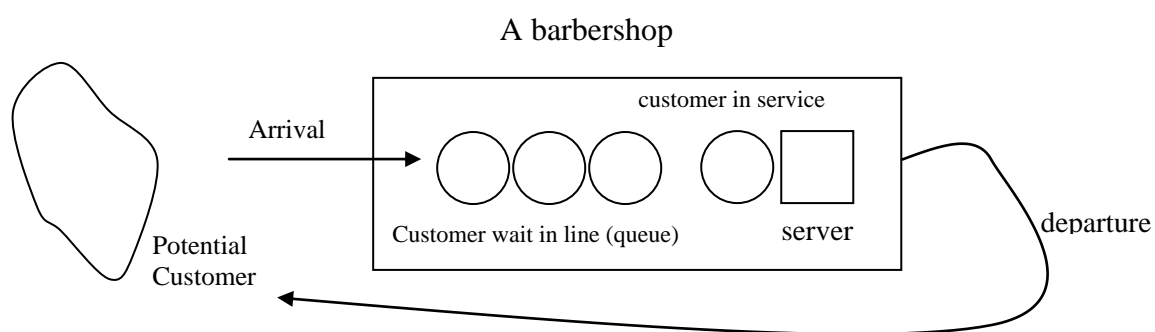 A barbershop
customer in service
Arrival
Customer wait in line (queue)
server
departure
Potential
Customer